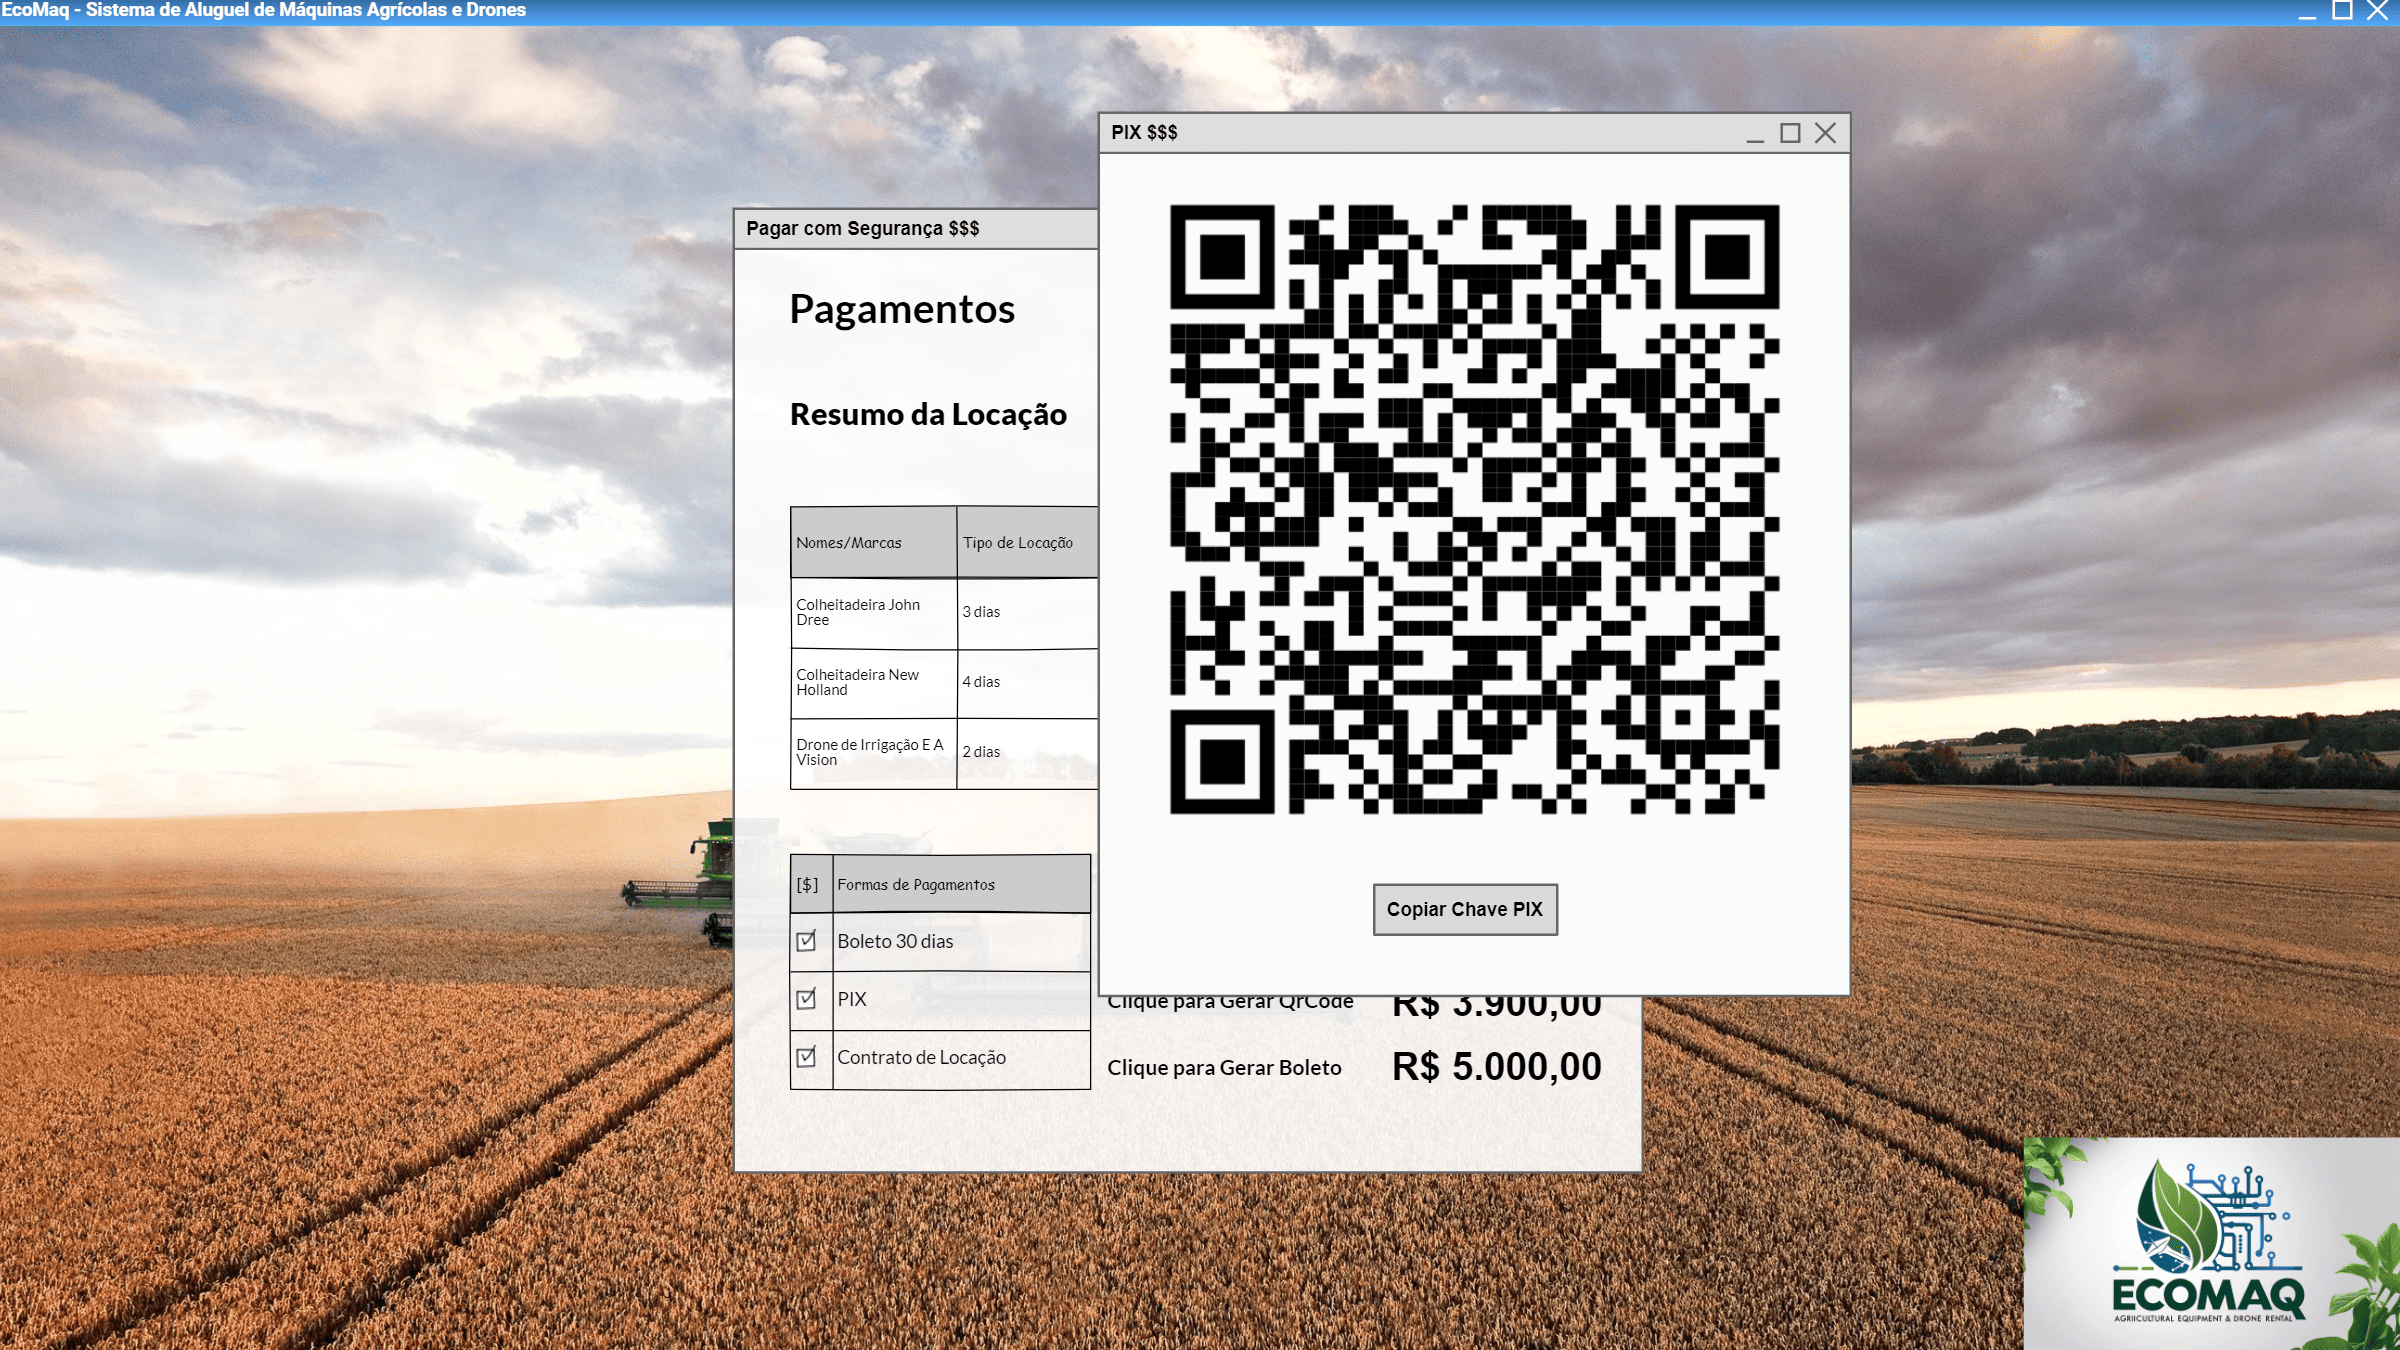 EcoMaq - Sistema de Aluguel de Máquinas Agrícolas e Drones
PIX $$$
Pagar com Segurança $$$
Pagamentos
Resumo da Locação
Nomes/Marcas Tipo de Locação
Colheitadeira John
Dree
3 dias
Colheitadeira New
Holland
4 dias
Drone de Irrigação E A
Vision
2 dias
[$] Formas de Pagamentos
Boleto 30 dias
PIX
Contrato de Locação
Copiar Chave PIX
Clique para Gerar QrCode R$ 3.900,00
Clique para Gerar Boleto R$ 5.000,00
ECOMAQ
AGRIICULTURAL EQUIPMENT & DRONE RENTAL